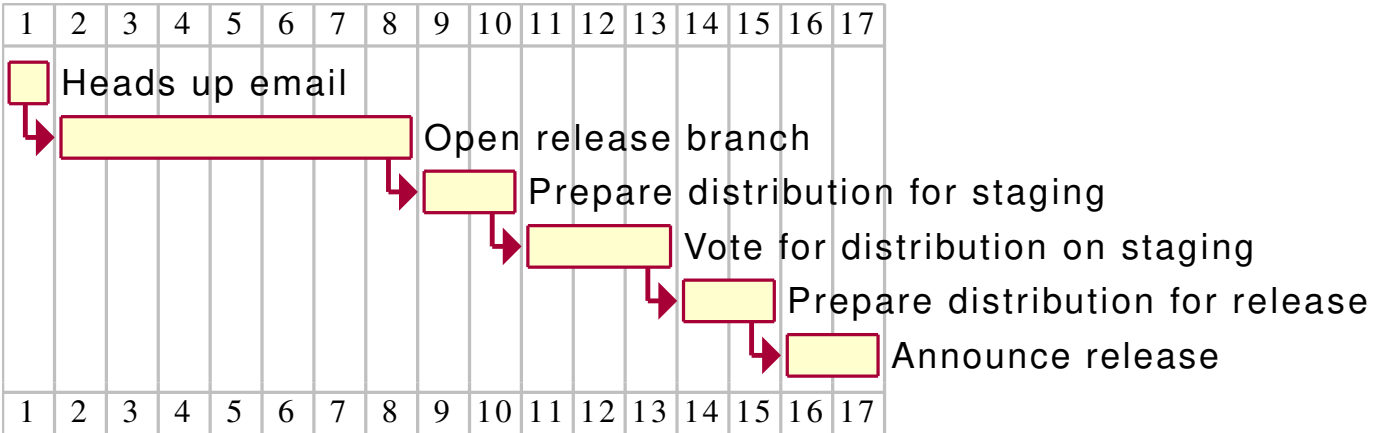 1 2 3 4 5 6 7 8 9 10 11 12 13 14 15 16 17
Heads up email
Open release branch
Prepare distribution for staging
Vote for distribution on staging
Prepare distribution for release
Announce release
1 2 3 4 5 6 7 8 9 10 11 12 13 14 15 16 17